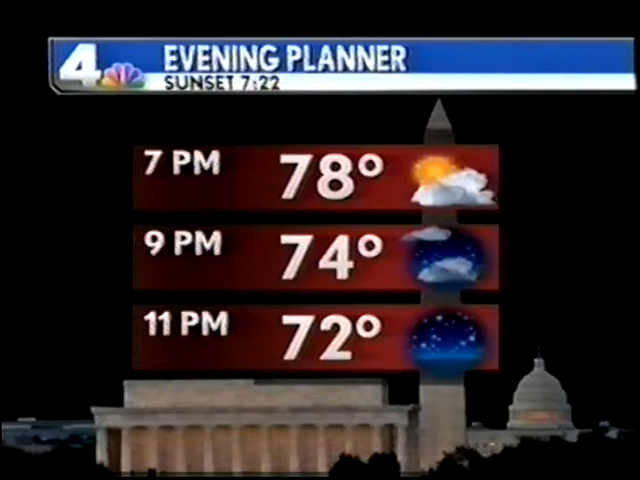 4 EVENING PLANNER
SUNSET 7:22
7 PM 78°
9 PM 74°
11 PM 72°